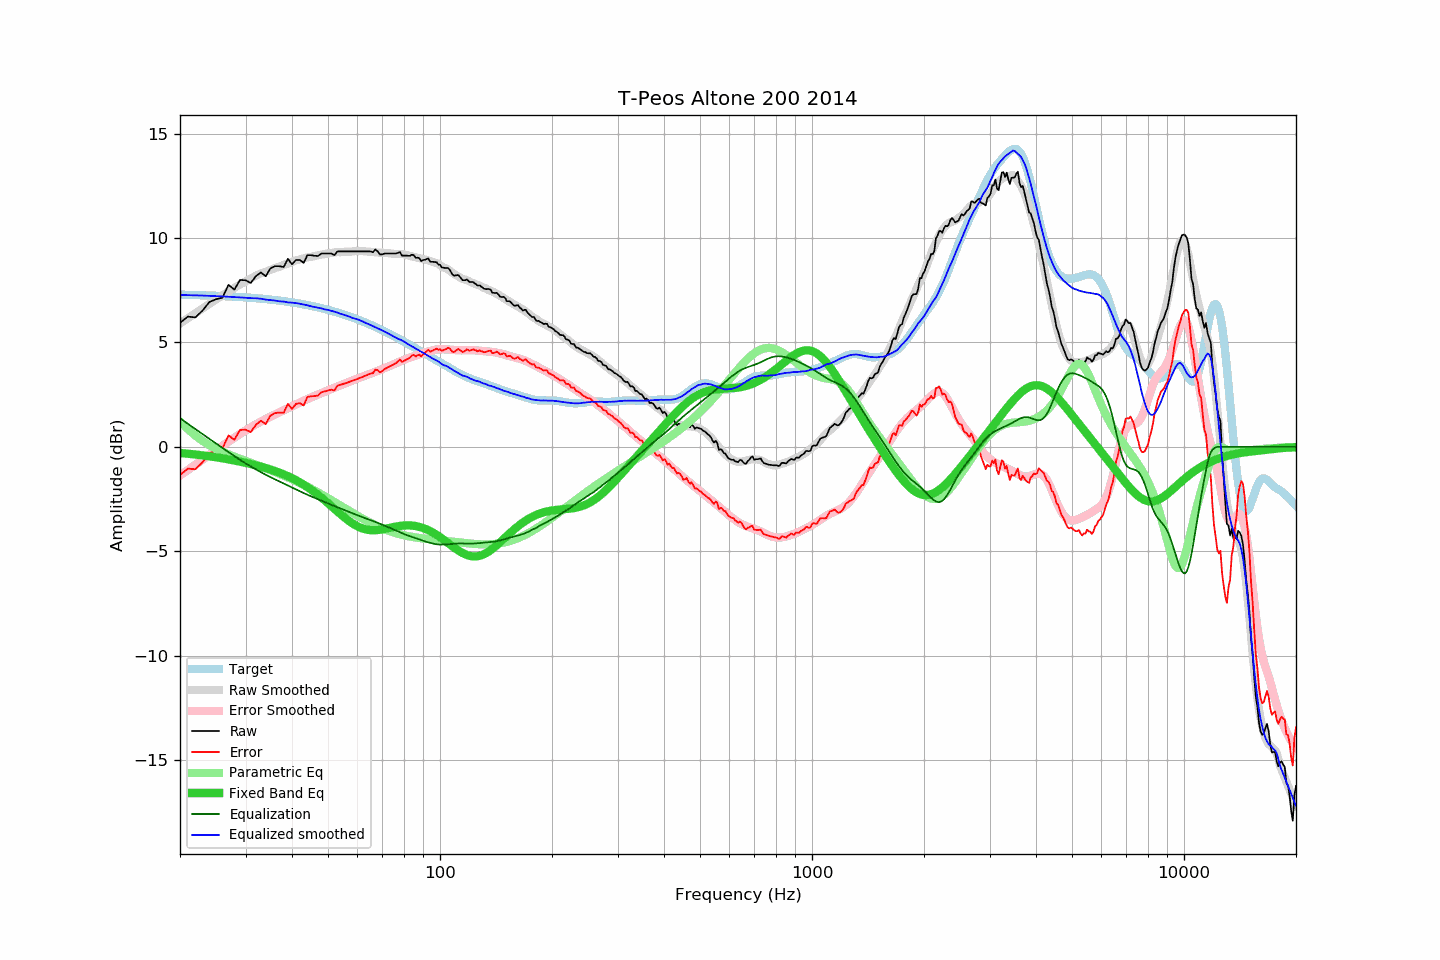 T-Peos Altone 200 2014
15
10
5
0
−5
−10
−15
Amplitude (dBr)
Target
Raw Smoothed
Error Smoothed
Raw
Error
Parametric Eq
Fixed Band Eq
Equalization
Equalized smoothed
100 1000 10000
Frequency (Hz)